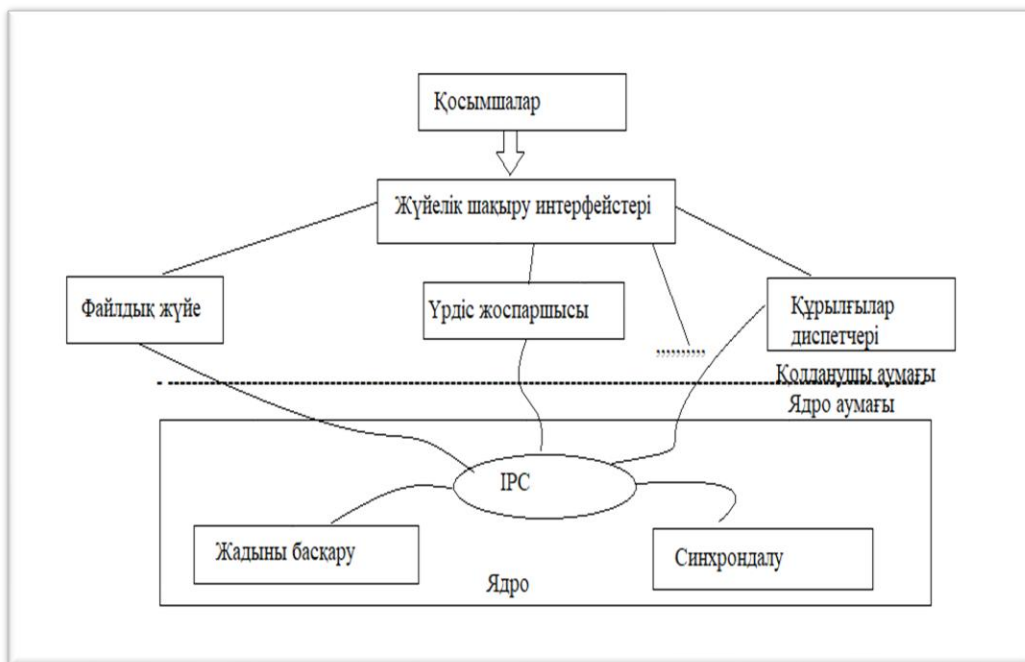 Қосымшалар
Жүйелік шақыру интерфейстері
Файлдық жүйе
Үрдіс жоспаршысы
,,,,,,,,,,
Құрылғылар
диспетчері
Қолданушы аумағы
Ядро аумағы
IPC
Жадыны басқару
Синхрондалу
Ядро